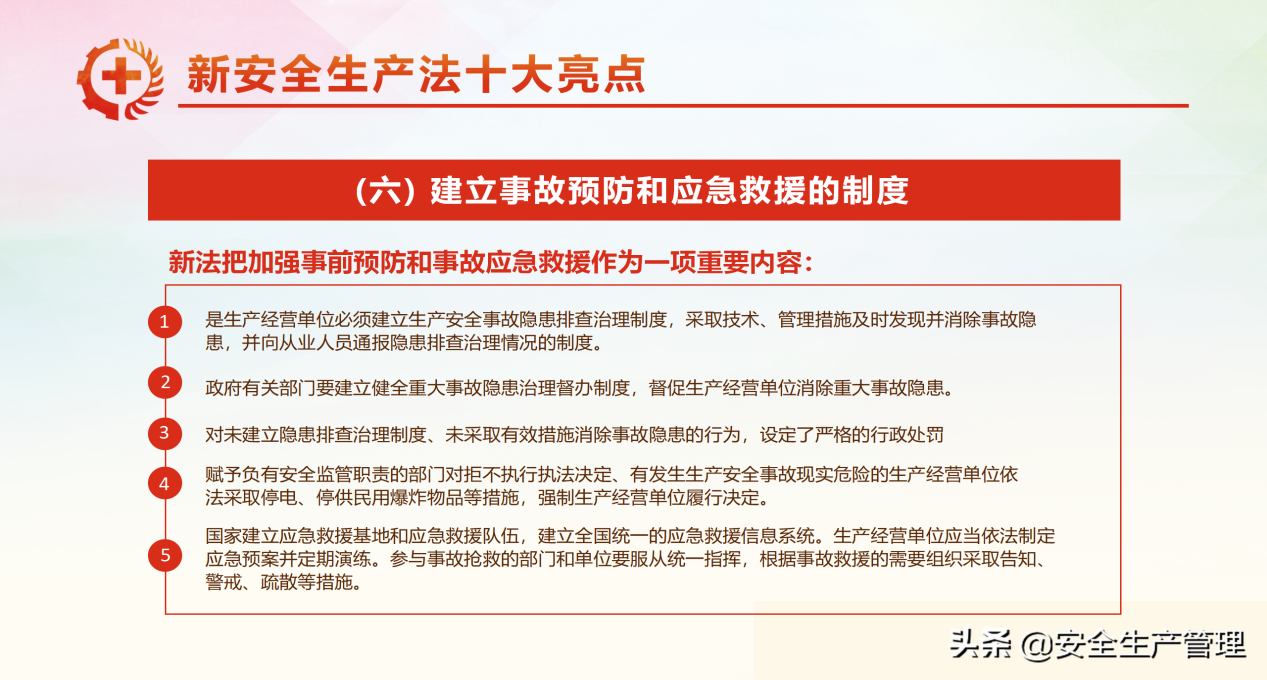 新安全生产法十大亮点
(六) 建立事故预防和应急救援的制度
新法把加强事前预防和事故应急救援作为一项重要内容：
1
是生产经营单位必须建立生产安全事故隐患排查治理制度，采取技术、管理措施及时发现并消除事故隐
患，并向从业人员通报隐患排查治理情况的制度。
2
政府有关部门要建立健全重大事故隐患治理督办制度，督促生产经营单位消除重大事故隐患。
3
对未建立隐患排查治理制度、未采取有效措施消除事故隐患的行为，设定了严格的行政处罚
4
赋予负有安全监管职责的部门对拒不执行执法决定、有发生生产安全事故现实危险的生产经营单位依
法采取停电、停供民用爆炸物品等措施，强制生产经营单位履行决定。
5
国家建立应急救援基地和应急救援队伍，建立全国统一的应急救援信息系统。生产经营单位应当依法制定
应急预案并定期演练。参与事故抢救的部门和单位要服从统一指挥，根据事故救援的需要组织采取告知、
警戒、疏散等措施。
头条 @安全生产管理